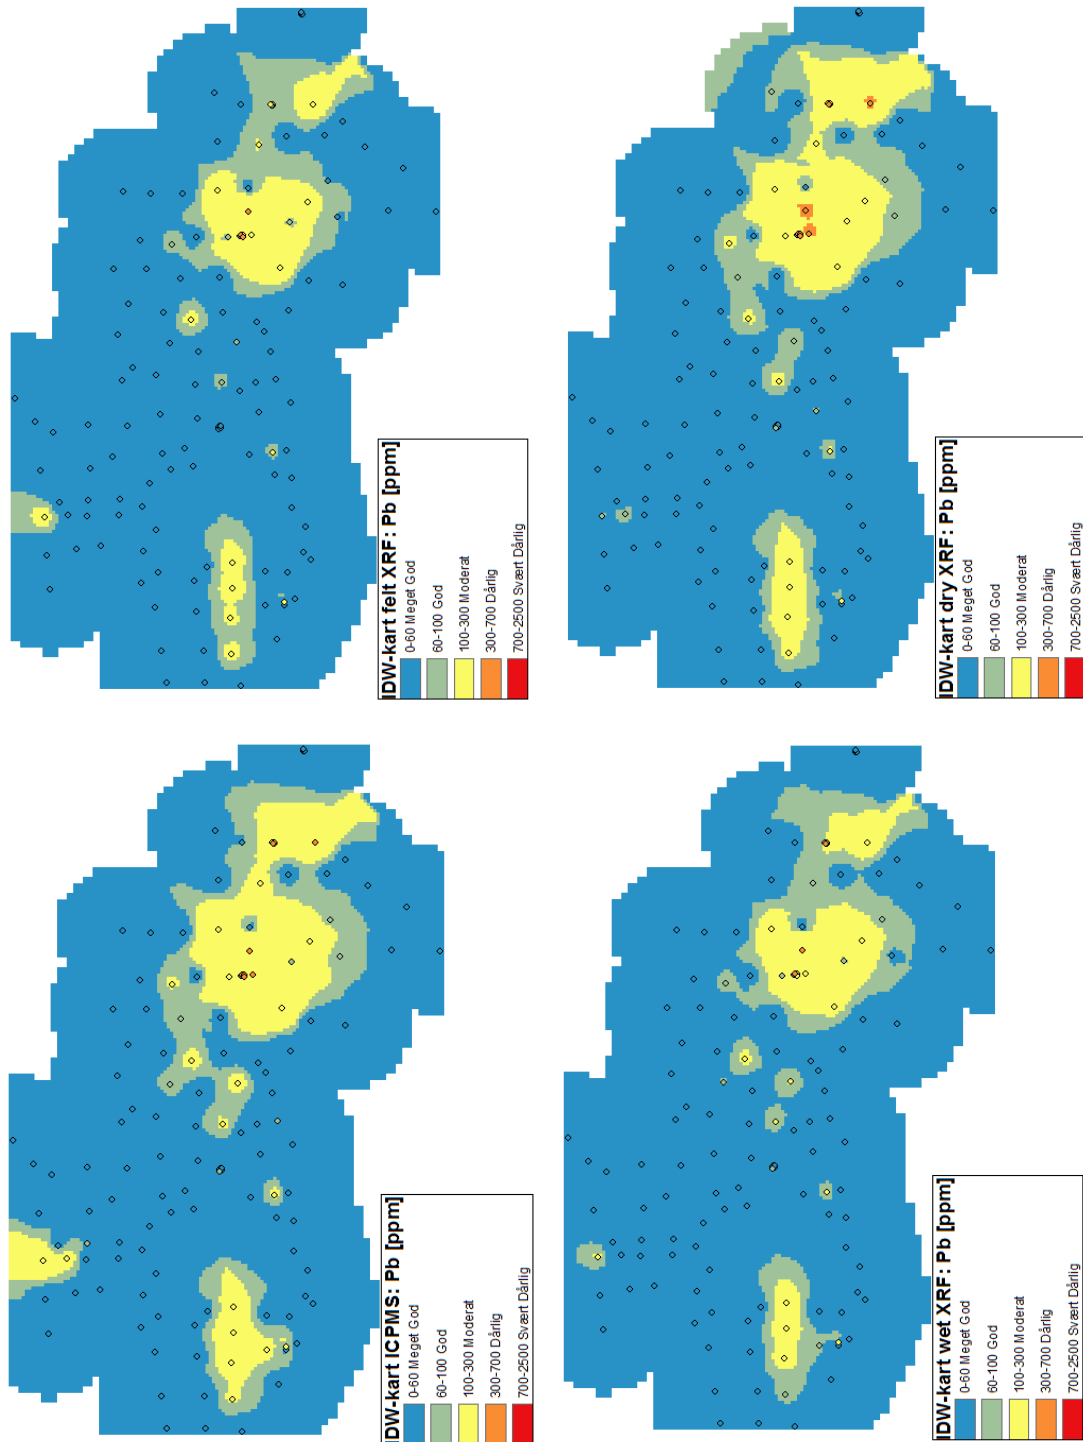 IDW-kart felt XRF: Pb [ppm]
0-60 Meget God
60-100 God
100-300 Moderat
300-700 Dårlig
700-2500 Svært Dårlig
IDW-kart dry XRF: Pb [ppm]
0-60 Meget God
60-100 God
100-300 Moderat
300-700 Dårlig
700-2500 Svært Dårlig
IDW-kart ICPMS: Pb [ppm]
0-60 Meget God
60-100 God
100-300 Moderat
300-700 Dårlig
700-2500 Svært Dårlig
IDW-kart wet XRF: Pb [ppm]
0-60 Meget God
60-100 God
100-300 Moderat
300-700 Dårlig
700-2500 Svært Dårlig